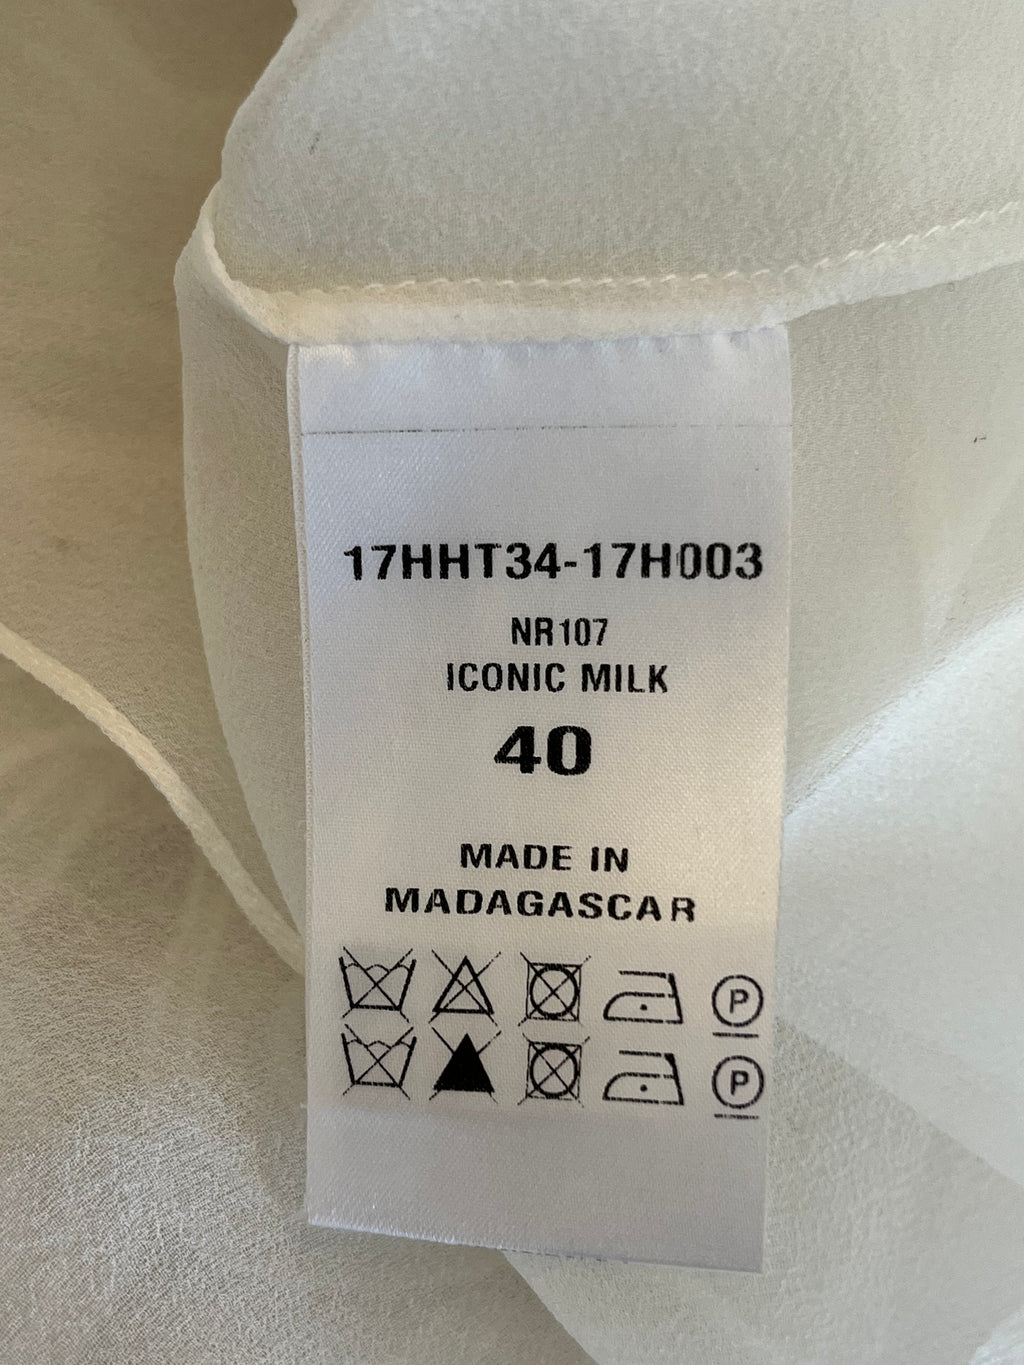 17HHT34-17H003
NR107
ICONIC MILK
40
MADE IN
MADAGASCAR
P
P